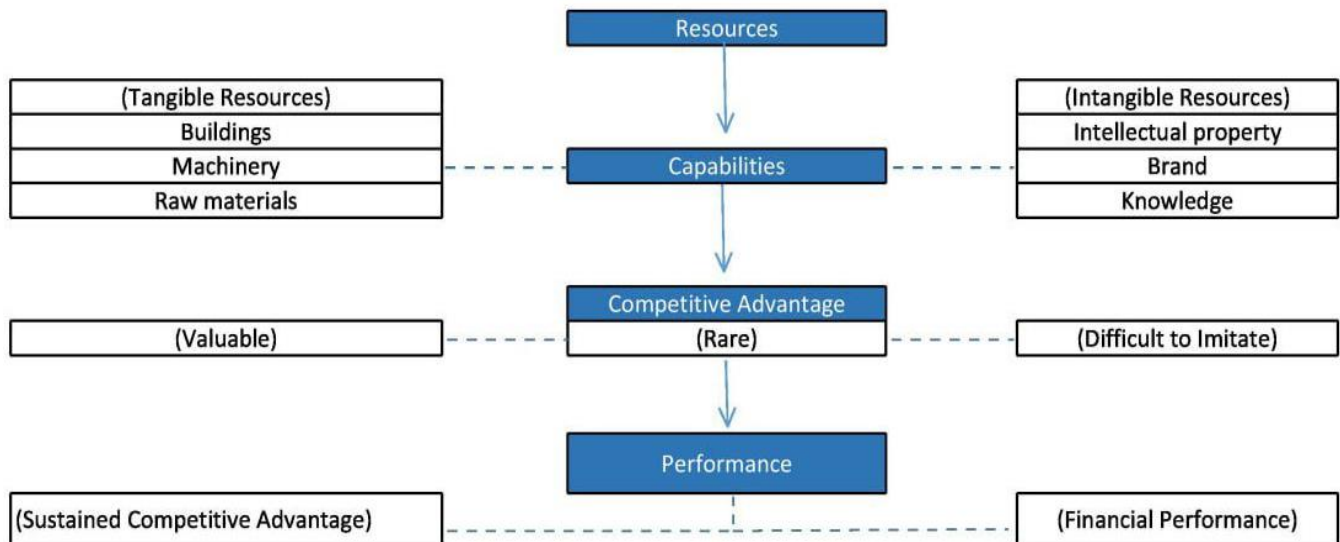 Resources
(Tangible Resources)
Buildings
Machinery
Raw materials
Capabilities
(Intangible Resources)
Intellectual property
Brand
Knowledge
Competitive Advantage
(Valuable)
(Rare)
(Difficult to Imitate)
Performance
(Sustained Competitive Advantage)
(Financial Performance)